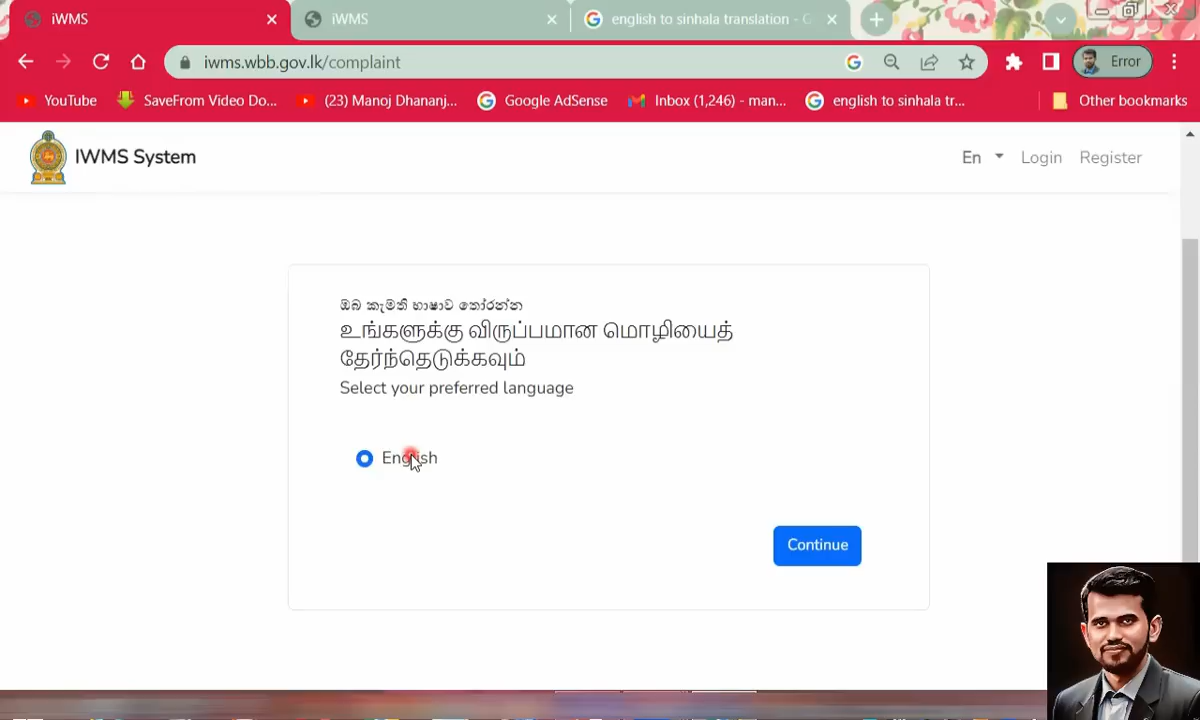 iWMS
iWMS
english to sinhala translation - G
iwms.wbb.gov.lk/complaint
Error
YouTube
SaveFrom Video Do...
(23) Manoj Dhananj...
Google AdSense
Inbox (1,246) - man...
english to sinhala tr...
Other bookmarks
IWMS System
En
Login
Register
ඔබ කැමති භාෂාව තෝරන්න
உங்களுக்கு விருப்பமான மொழியைத்
தேர்ந்தெடுக்கவும்
Select your preferred language
English
Continue